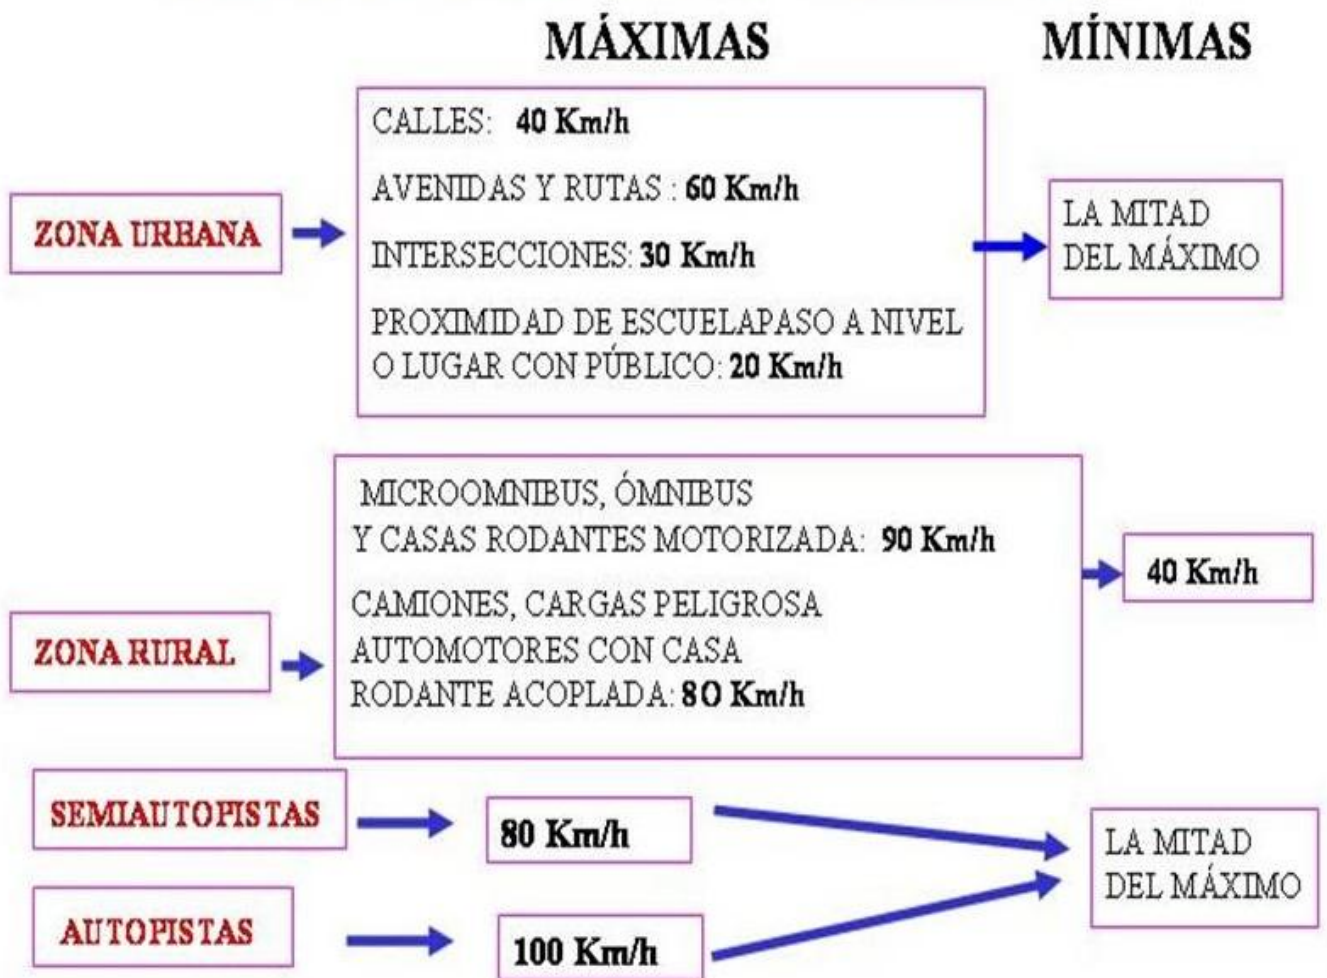 MÁXIMAS
MÍNIMAS
ZONA URBANA
CALLES: 40 Km/h
AVENIDAS Y RUTAS : 60 Km/h
INTERSECCIONES: 30 Km/h
PROXIMIDAD DE ESCUELAPASO A NIVEL
O LUGAR CON PÚBLICO: 20 Km/h
LA MITAD
DEL MÁXIMO
ZONA RURAL
MICROOMNIBUS, ÓMNIBUS
Y CASAS RODANTES MOTORIZADA: 90 Km/h
CAMIONES, CARGAS PELIGROSA
AUTOMOTORES CON CASA
RODANTE ACOPLADA: 80 Km/h
40 Km/h
SEMIAUTOPISTAS
80 Km/h
AUTOPISTAS
100 Km/h
LA MITAD
DEL MÁXIMO